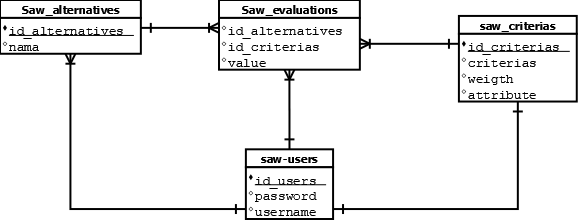 Saw_alternatives
id_alternatives
nama
Saw_evaluations
id_alternatives
id_criterias
value
saw_criterias
id_criterias
criterias
weigth
attribute
saw-users
id_users
password
username